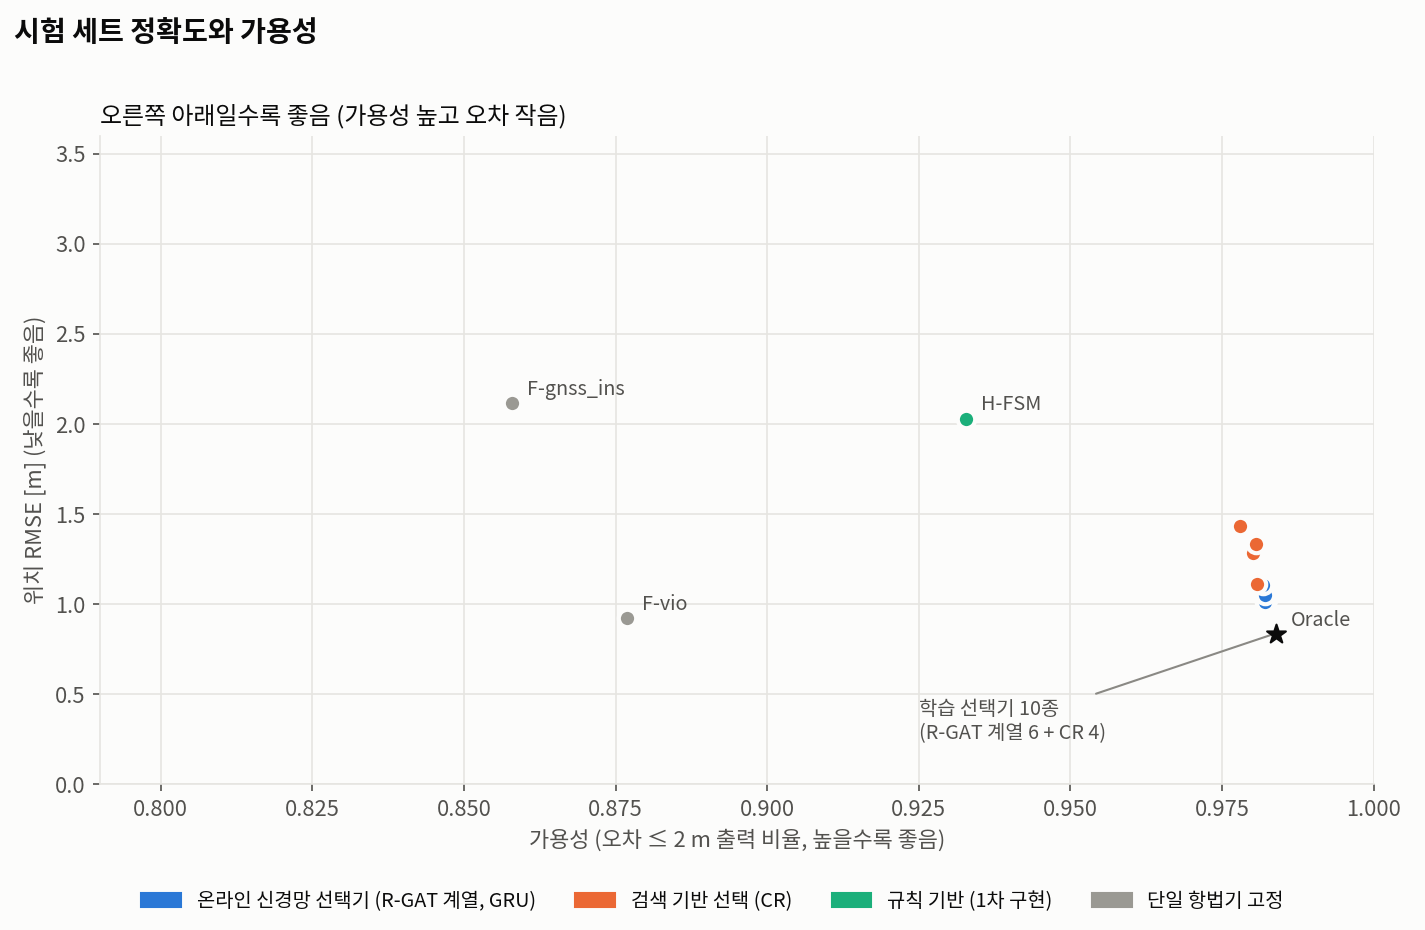 시험 세트 정확도와 가용성
오른쪽 아래일수록 좋음 (가용성 높고 오차 작음)
위치 RMSE [m] (낮을수록 좋음)
3.5
3.0
2.5
2.0
1.5
1.0
0.5
0.0
F-gnss_ins
H-FSM
F-vio
Oracle
학습 선택기 10종
(R-GAT 계열 6 + CR 4)
0.800 0.825 0.850 0.875 0.900 0.925 0.950 0.975 1.000
가용성 (오차 ≤ 2 m 출력 비율, 높을수록 좋음)
온라인 신경망 선택기 (R-GAT 계열, GRU) 검색 기반 선택 (CR) 규칙 기반 (1차 구현) 단일 항법기 고정